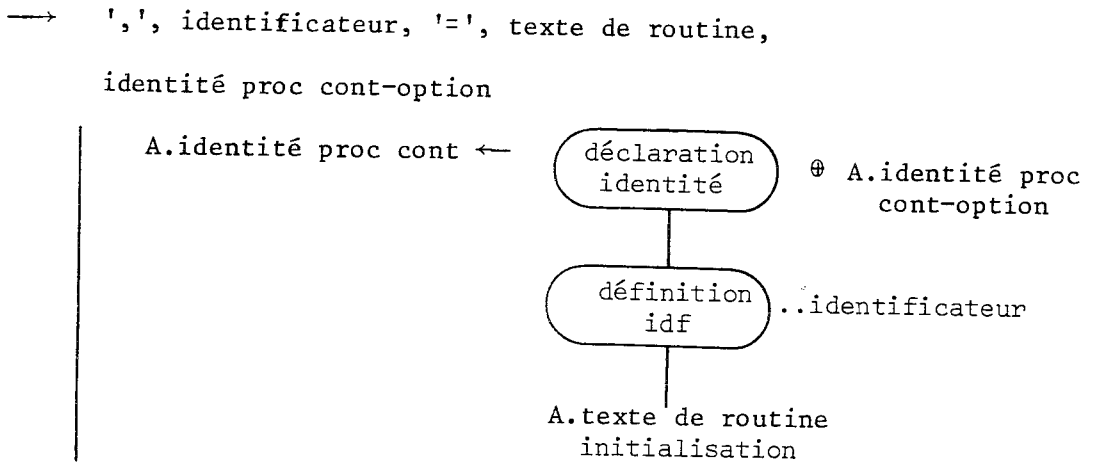 ⟶ ',', identificateur, '=', texte de routine,
identité proc cont-option
A.identité proc cont ⟵ déclaration identité ⊕ A.identité proc cont-option
définition idf ..identificateur
A.texte de routine
initialisation